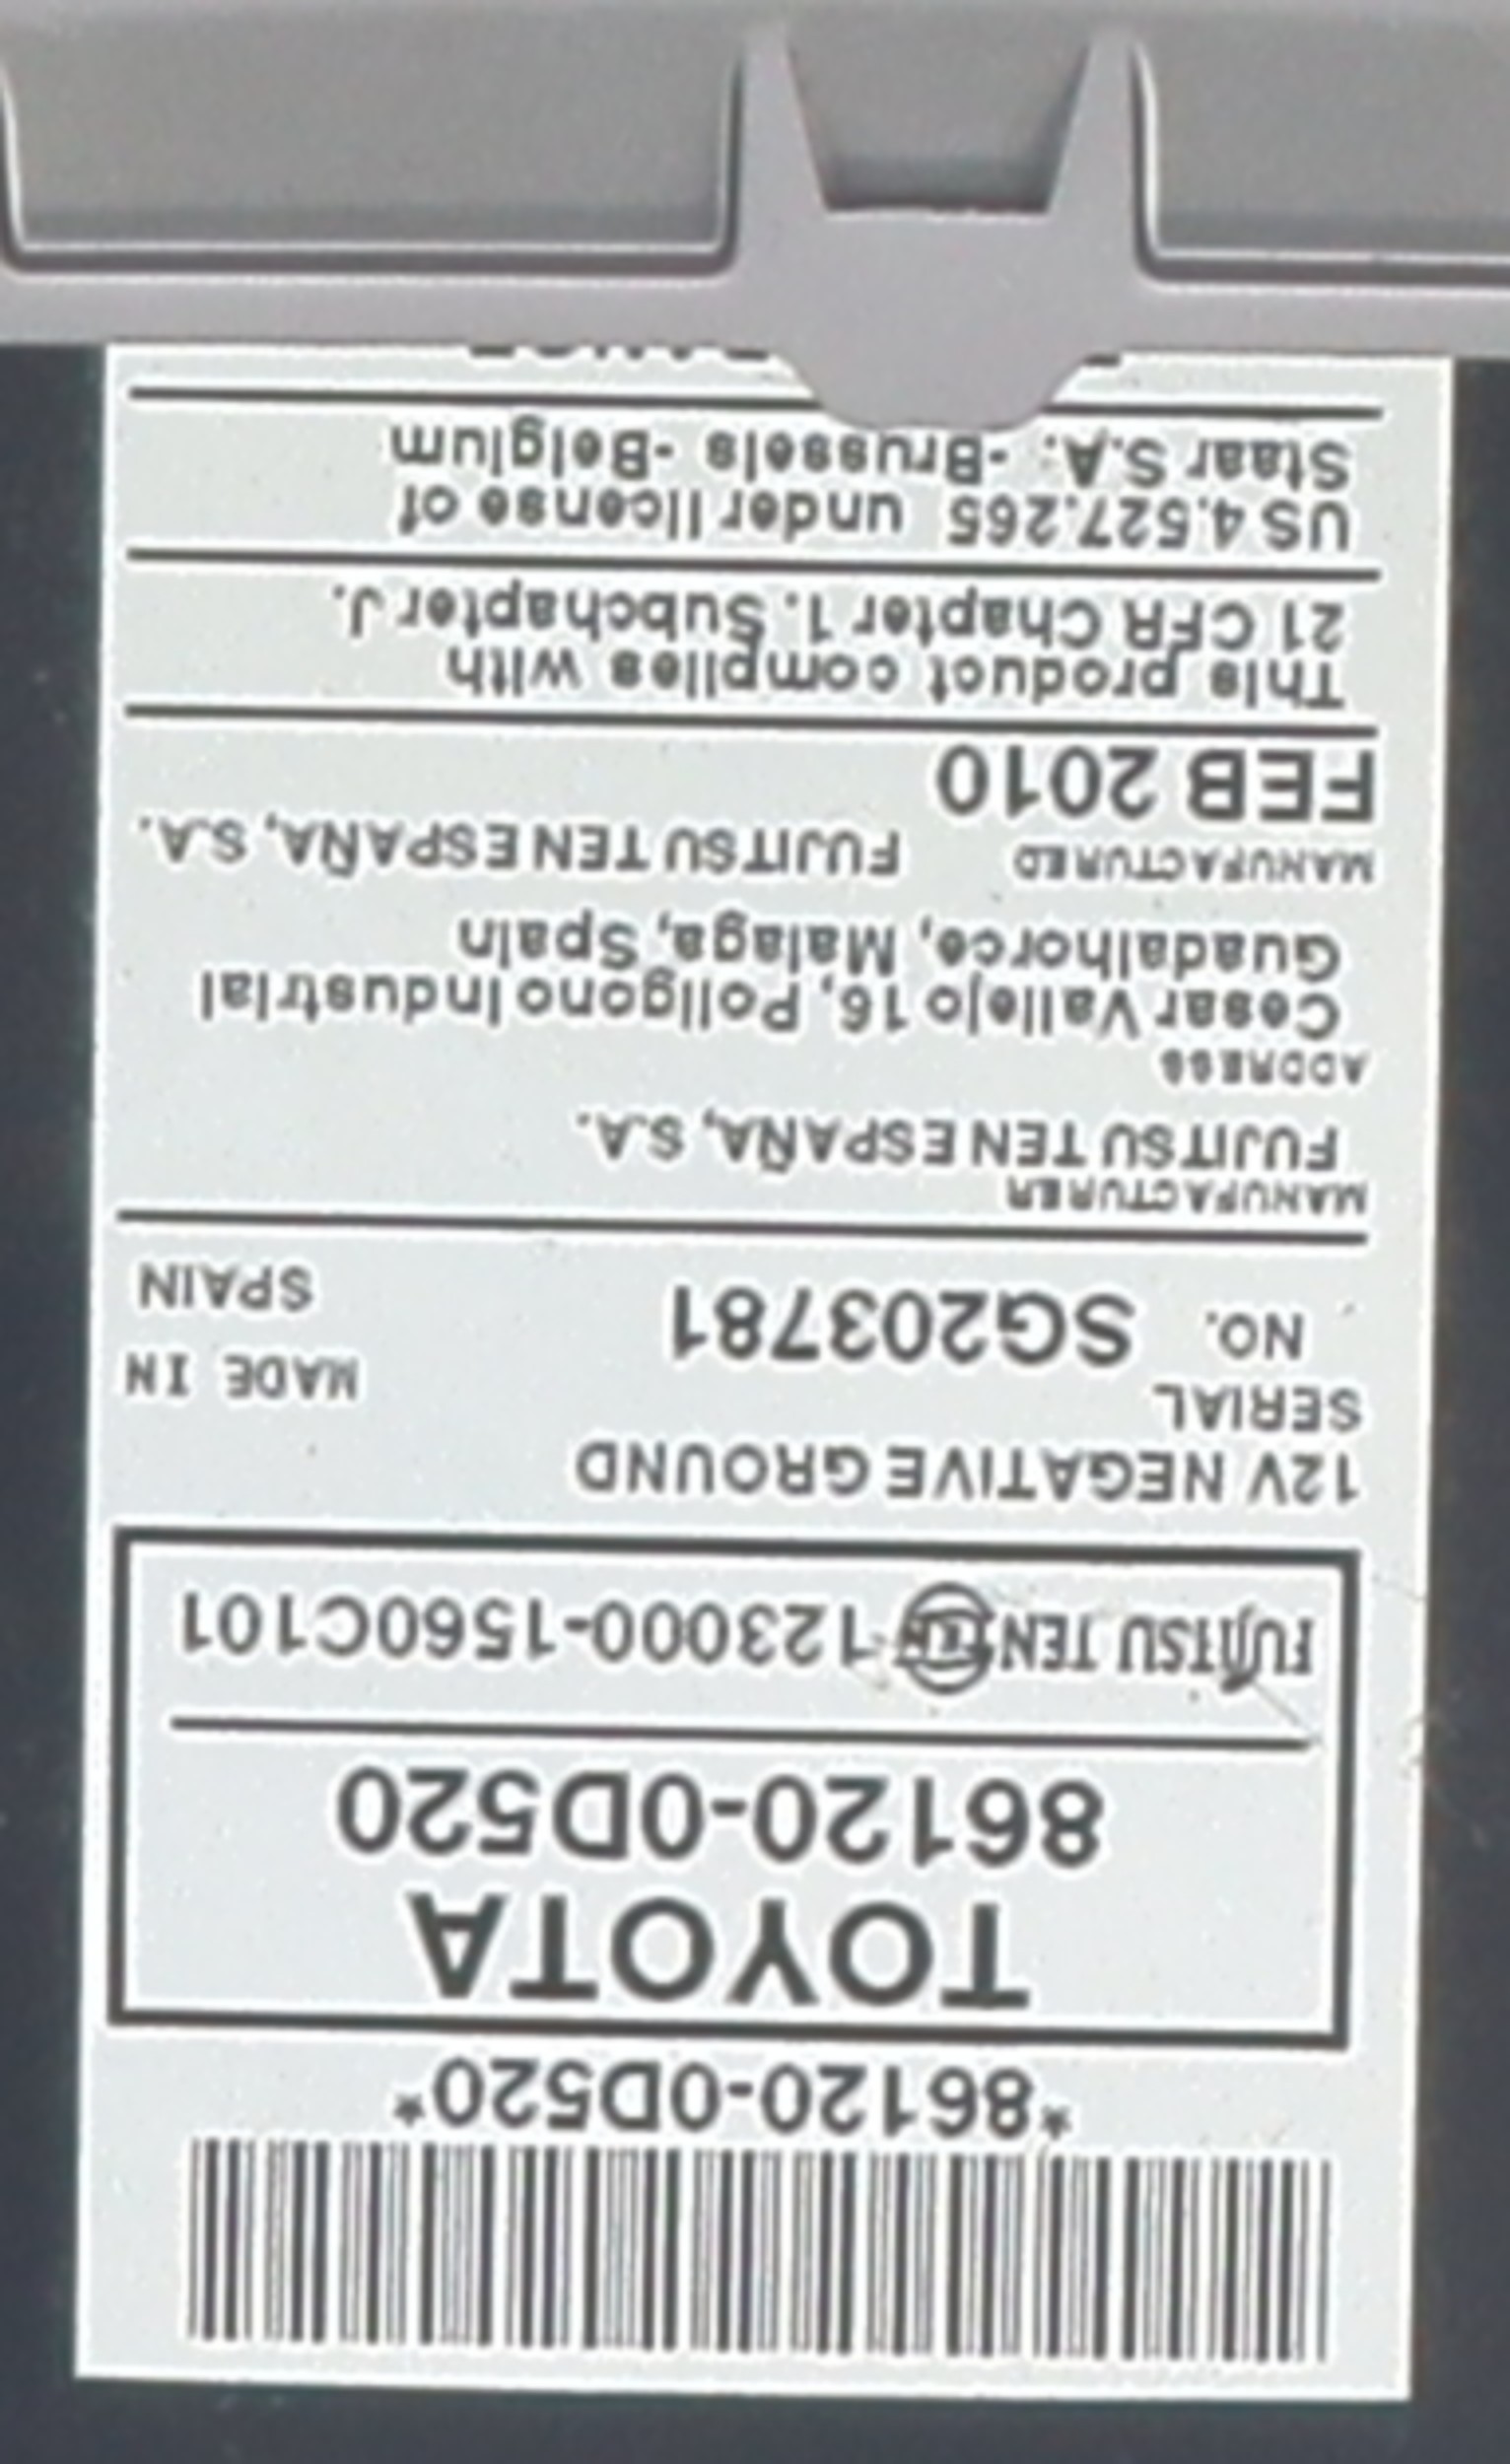 *86120-0D520*
TOYOTA
86120-0D520
FUJITSU TEN TEN 123000-1560C101
12V NEGATIVE GROUND
SERIAL
NO. SG203781
MADE IN
SPAIN
MANUFACTURER
FUJITSU TEN ESPAÑA, S.A.
ADDRESS
Cesar Vallejo 16, Poligono Industrial
Guadalhorce, Malaga, Spain
MANUFACTURED FUJITSU TEN ESPAÑA, S.A.
FEB 2010
This product complies with
21 CFR Chapter 1. Subchapter J.
US 4.527.265 under license of
Staar S.A. -Brussels -Belgium